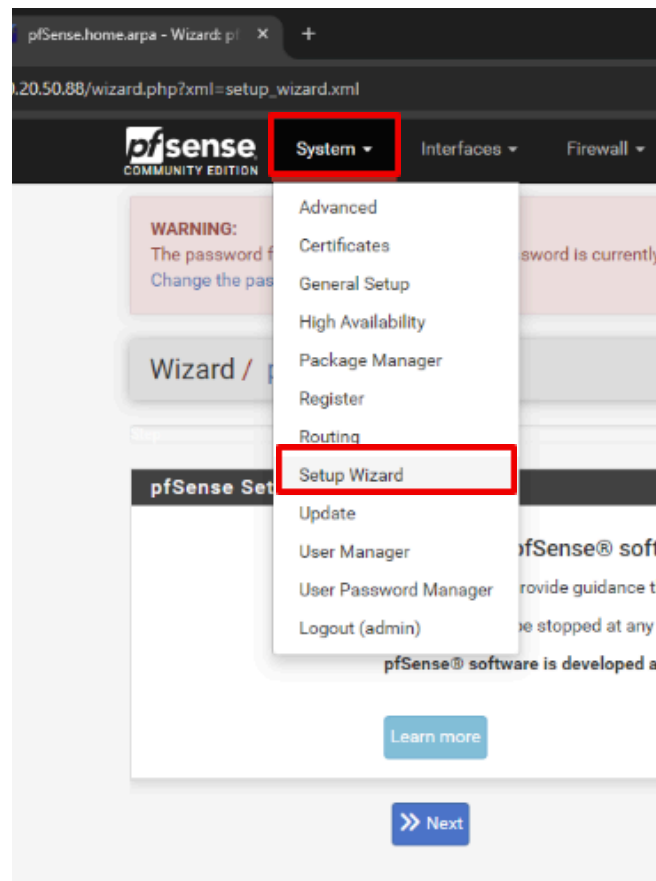 pfSense.home.arpa - Wizard: pf
.20.50.88/wizard.php?xml=setup_wizard.xml
pfsense
COMMUNITY EDITION
System
Interfaces
Firewall
WARNING:
The password f
sword is currently
Change the pas
Advanced
Certificates
General Setup
High Availability
Package Manager
Register
Routing
Setup Wizard
Update
User Manager
User Password Manager
Logout (admin)
Wizard / p
pfSense Set
pfSense® soft
rovide guidance t
be stopped at any
pfSense® software is developed a
Learn more
Next